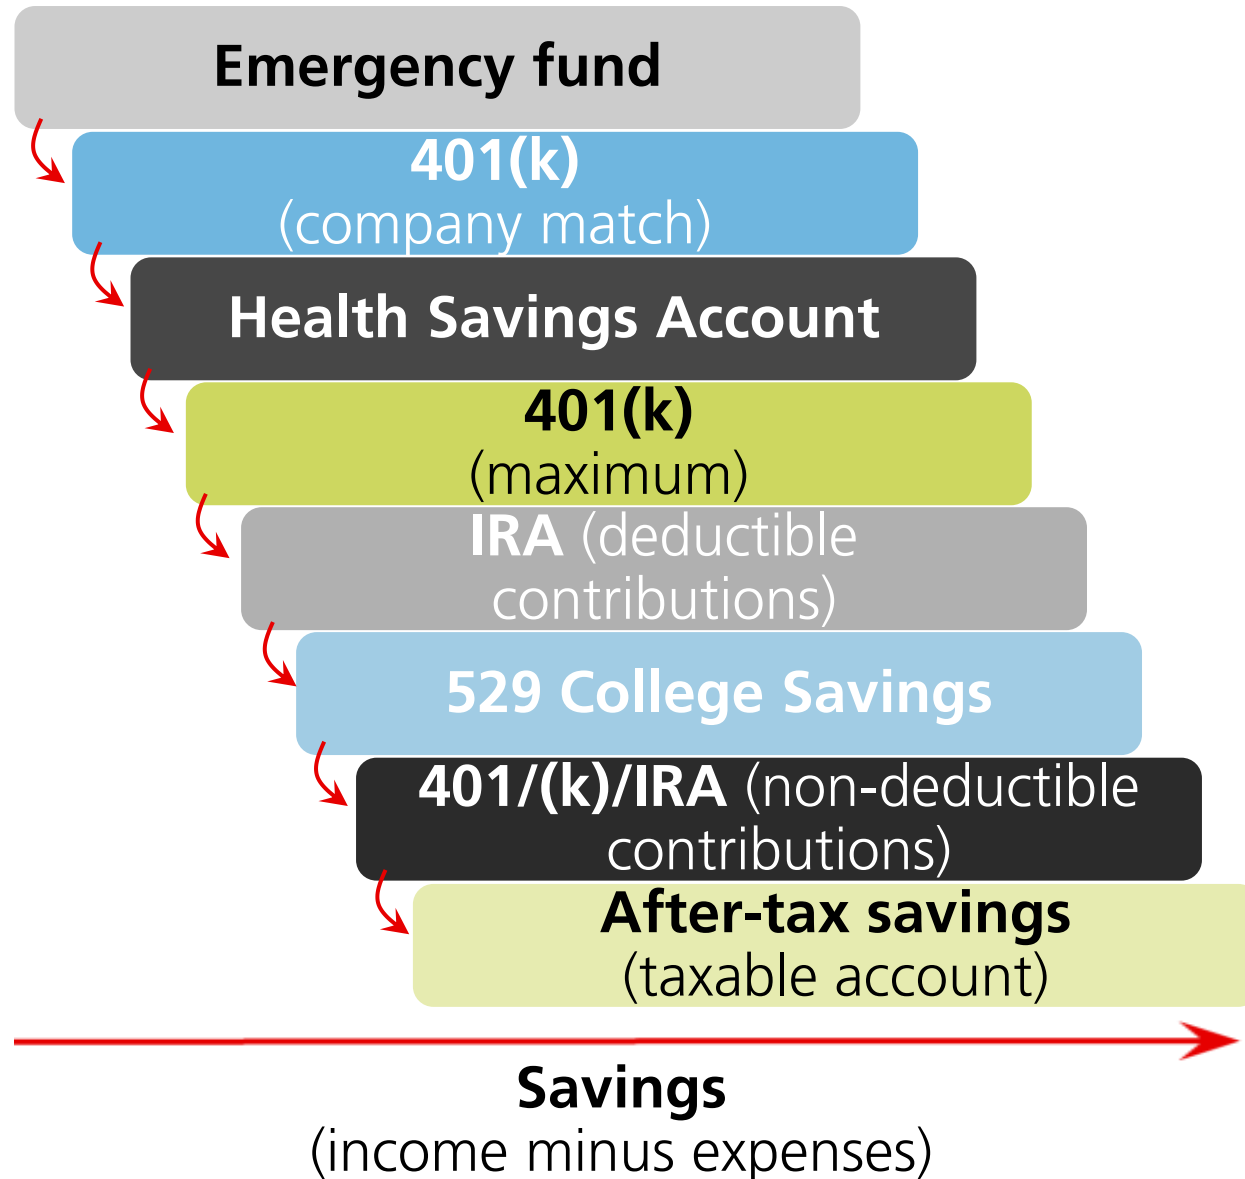 Emergency fund
401(k)
(company match)
Health Savings Account
401(k)
(maximum)
IRA (deductible
contributions)
529 College Savings
401/(k)/IRA (non-deductible
contributions)
After-tax savings
(taxable account)
Savings
(income minus expenses)